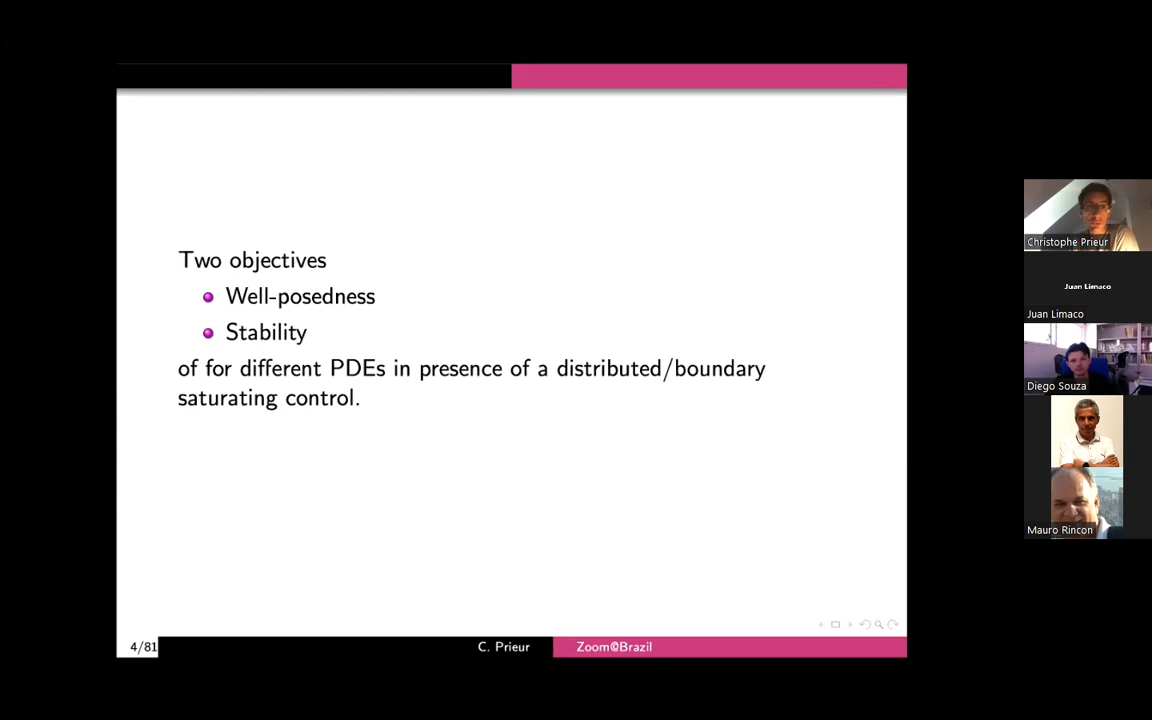 Two objectives
Well-posedness
Stability
of for different PDEs in presence of a distributed/boundary
saturating control.
4/81
C. Prieur
Zoom@Brazil
Christophe Prieur
Juan Limaco
Juan Limaco
Diego Souza
Mauro Rincon